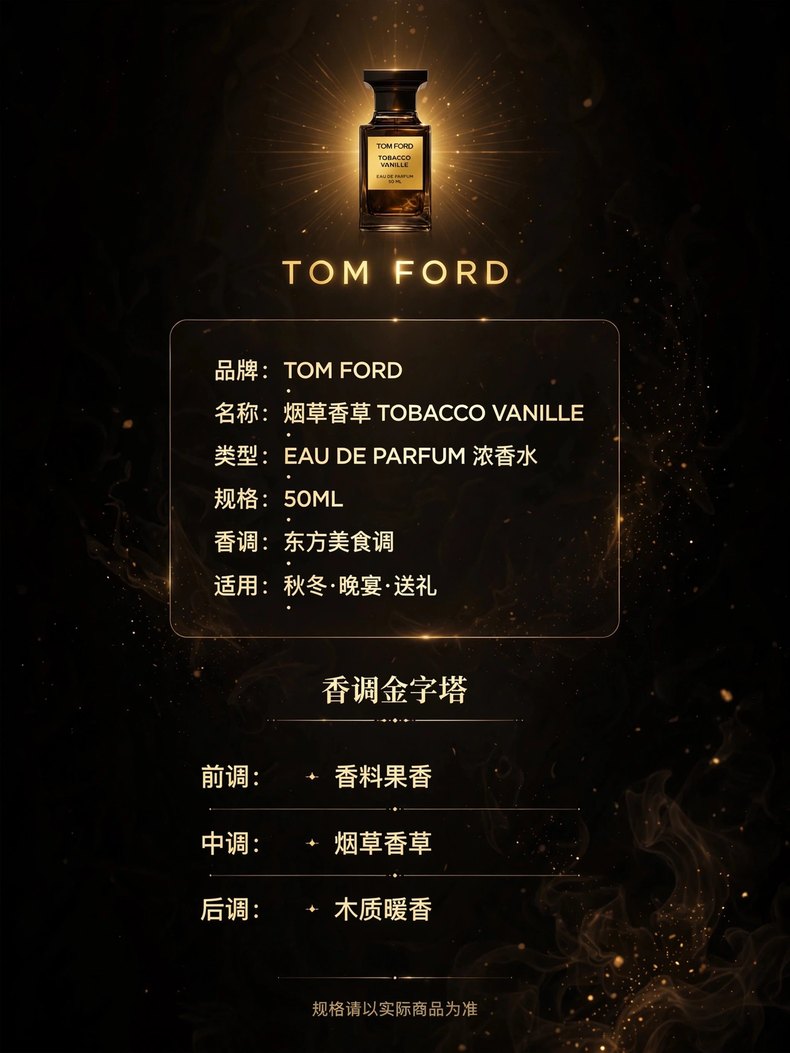 TOM FORD
TOBACCO
VANILLE
EAU DE PARFUM
50 ML
TOM FORD
品牌：TOM FORD
名称：烟草香草 TOBACCO VANILLE
类型：EAU DE PARFUM 浓香水
规格：50ML
香调：东方美食调
适用：秋冬·晚宴·送礼
香调金字塔
前调： 香料果香
中调： 烟草香草
后调： 木质暖香
规格请以实际商品为准